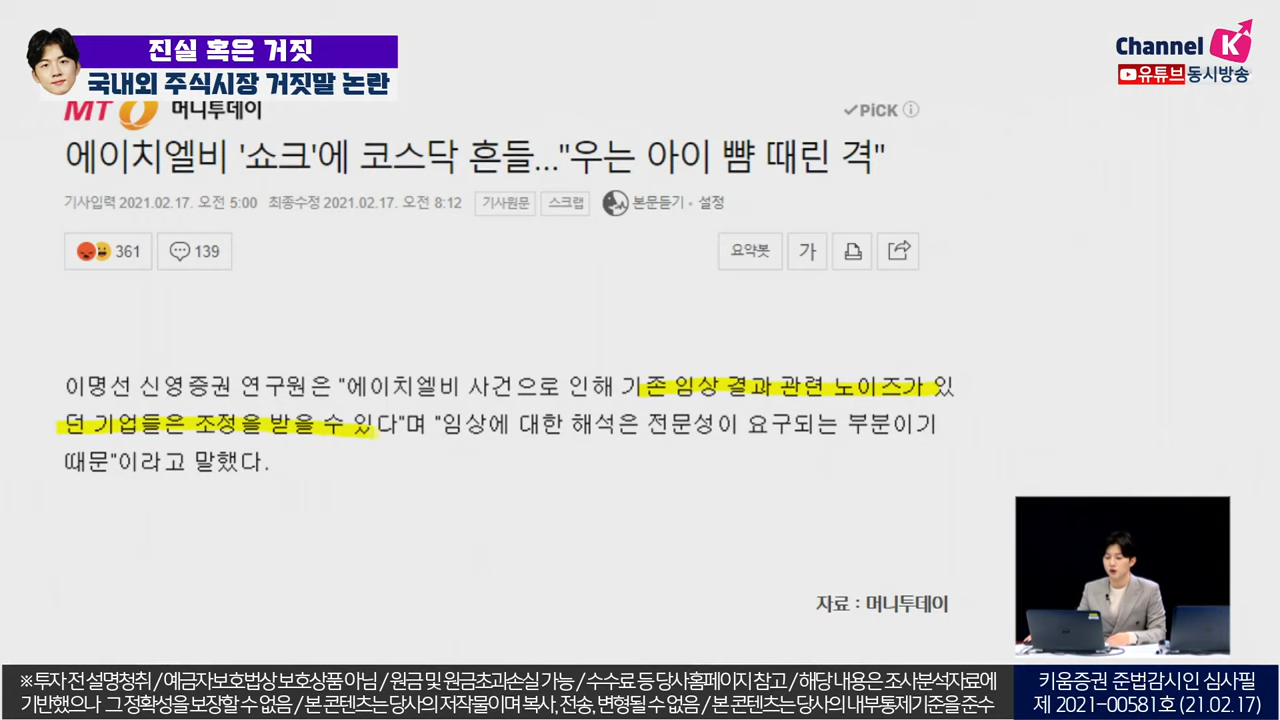 진실 혹은 거짓
국내외 주식시장 거짓말 논란
Channel K
유튜브동시방송
MT 머니투데이
PiCK
에이치엘비 '쇼크'에 코스닥 흔들..."우는 아이 뺨 때린 격"
기사입력 2021.02.17. 오전 5:00 최종수정 2021.02.17. 오전 8:12 기사원문 스크랩 본문듣기 · 설정
361 139 요약봇 가
이명선 신영증권 연구원은 "에이치엘비 사건으로 인해 기존 임상 결과 관련 노이즈가 있
던 기업들은 조정을 받을 수 있다"며 "임상에 대한 해석은 전문성이 요구되는 부분이기
때문"이라고 말했다.
자료 : 머니투데이
※ 투자 전 설명청취 / 예금자보호법상 보호상품 아님 / 원금 및 원금초과손실 가능 / 수수료 등 당사홈페이지 참고 / 해당 내용은 조사분석자료에
기반했으나 그 정확성을 보장할 수 없음 / 본 콘텐츠는 당사의 저작물이며 복사, 전송, 변형될 수 없음 / 본 콘텐츠는 당사의 내부통제기준을 준수
키움증권 준법감시인 심사필
제 2021-00581호 (21.02.17)